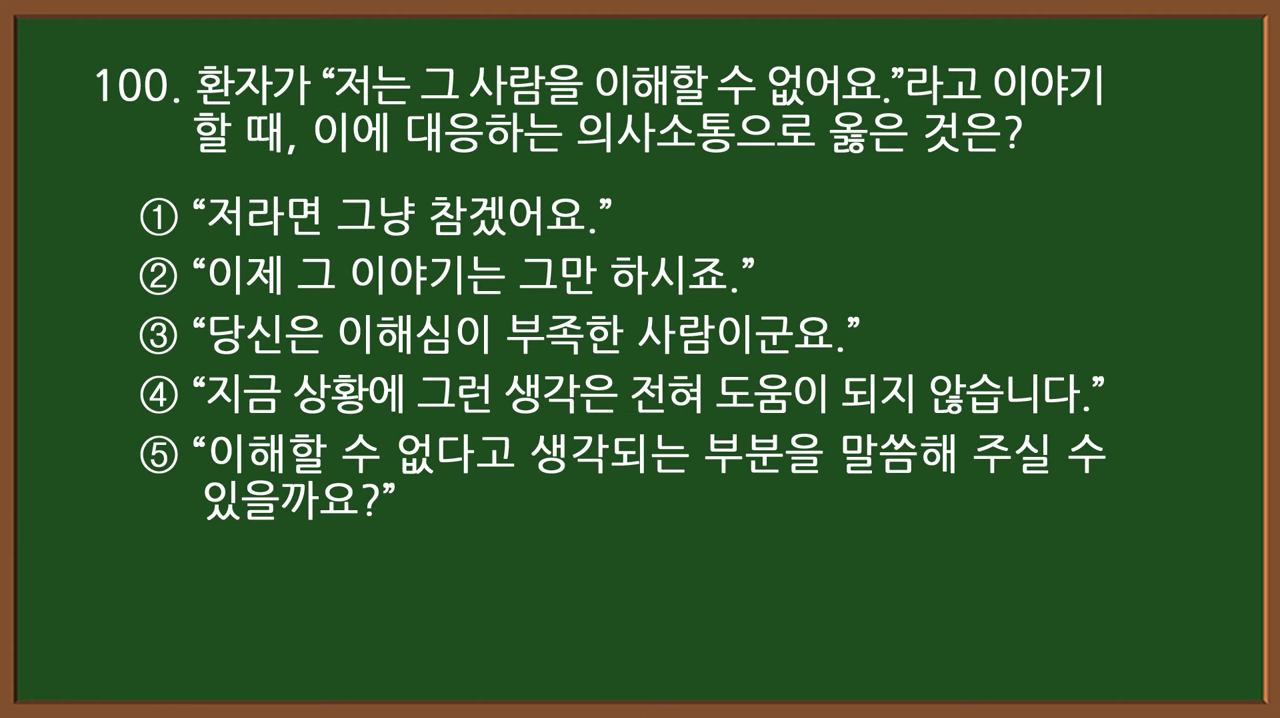 100. 환자가 “저는 그 사람을 이해할 수 없어요.”라고 이야기
할 때, 이에 대응하는 의사소통으로 옳은 것은?
① “저라면 그냥 참겠어요.”
② “이제 그 이야기는 그만 하시죠.”
③ “당신은 이해심이 부족한 사람이군요.”
④ “지금 상황에 그런 생각은 전혀 도움이 되지 않습니다.”
⑤ “이해할 수 없다고 생각되는 부분을 말씀해 주실 수
있을까요?”